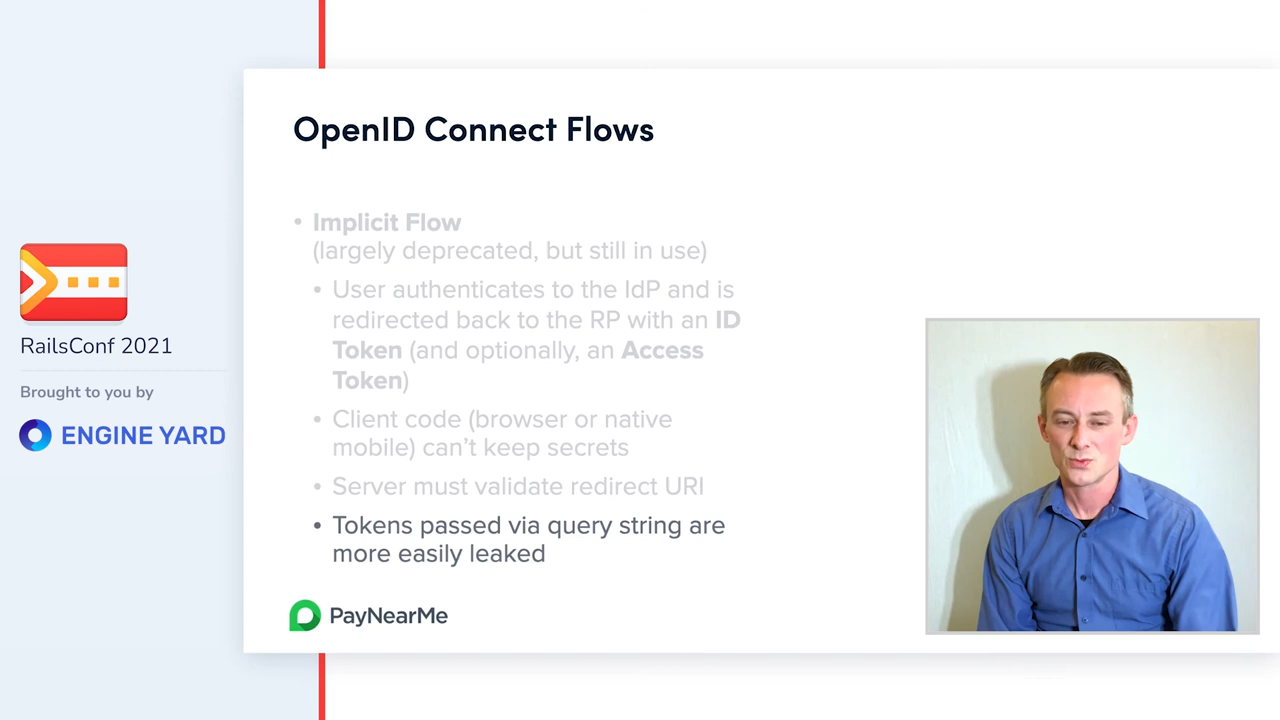 OpenID Connect Flows
• Implicit Flow
(largely deprecated, but still in use)
• User authenticates to the IdP and is
redirected back to the RP with an ID
Token (and optionally, an Access
Token)
• Client code (browser or native
mobile) can’t keep secrets
• Server must validate redirect URI
• Tokens passed via query string are
more easily leaked
PayNearMe
RailsConf 2021
Brought to you by
ENGINE YARD